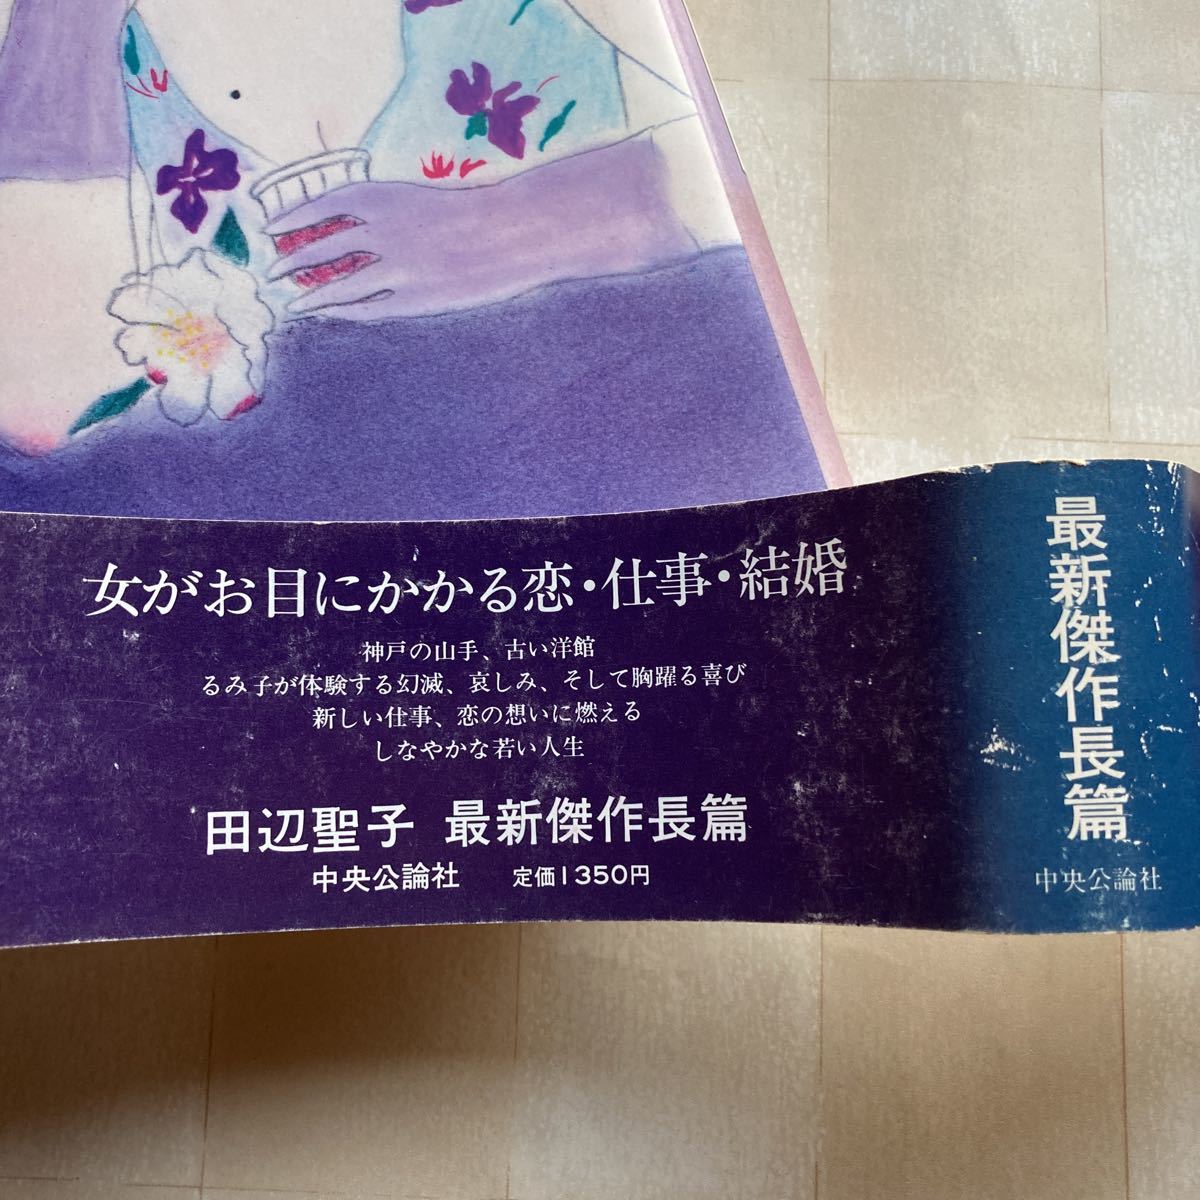 女がお目にかかる恋・仕事・結婚
神戸の山手、古い洋館
るみ子が体験する幻滅、哀しみ、そして胸躍る喜び
新しい仕事、恋の想いに燃える
しなやかな若い人生
田辺聖子 最新傑作長篇
中央公論社 定価1350円
最新傑作長篇
中央公論社